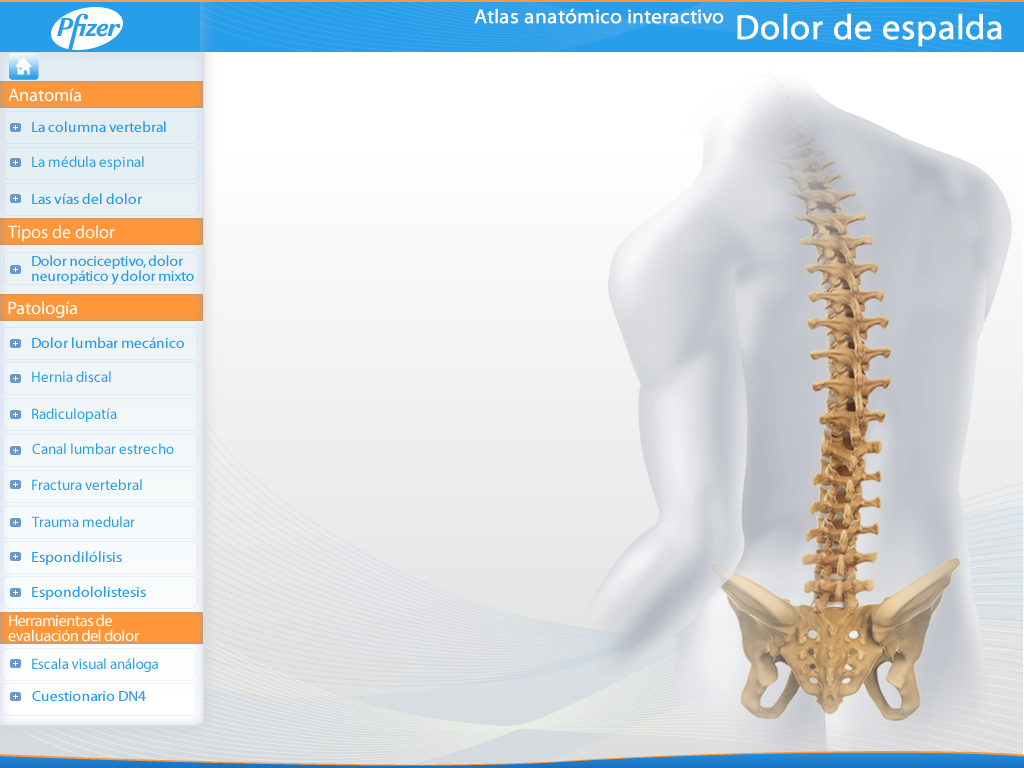 Pfizer
Atlas anatómico interactivo
Dolor de espalda
Anatomía
La columna vertebral
La médula espinal
Las vías del dolor
Tipos de dolor
Dolor nociceptivo, dolor
neuropático y dolor mixto
Patología
Dolor lumbar mecánico
Hernia discal
Radiculopatía
Canal lumbar estrecho
Fractura vertebral
Trauma medular
Espondilólisis
Espondololistesis
Herramientas de
evaluación del dolor
Escala visual análoga
Cuestionario DN4